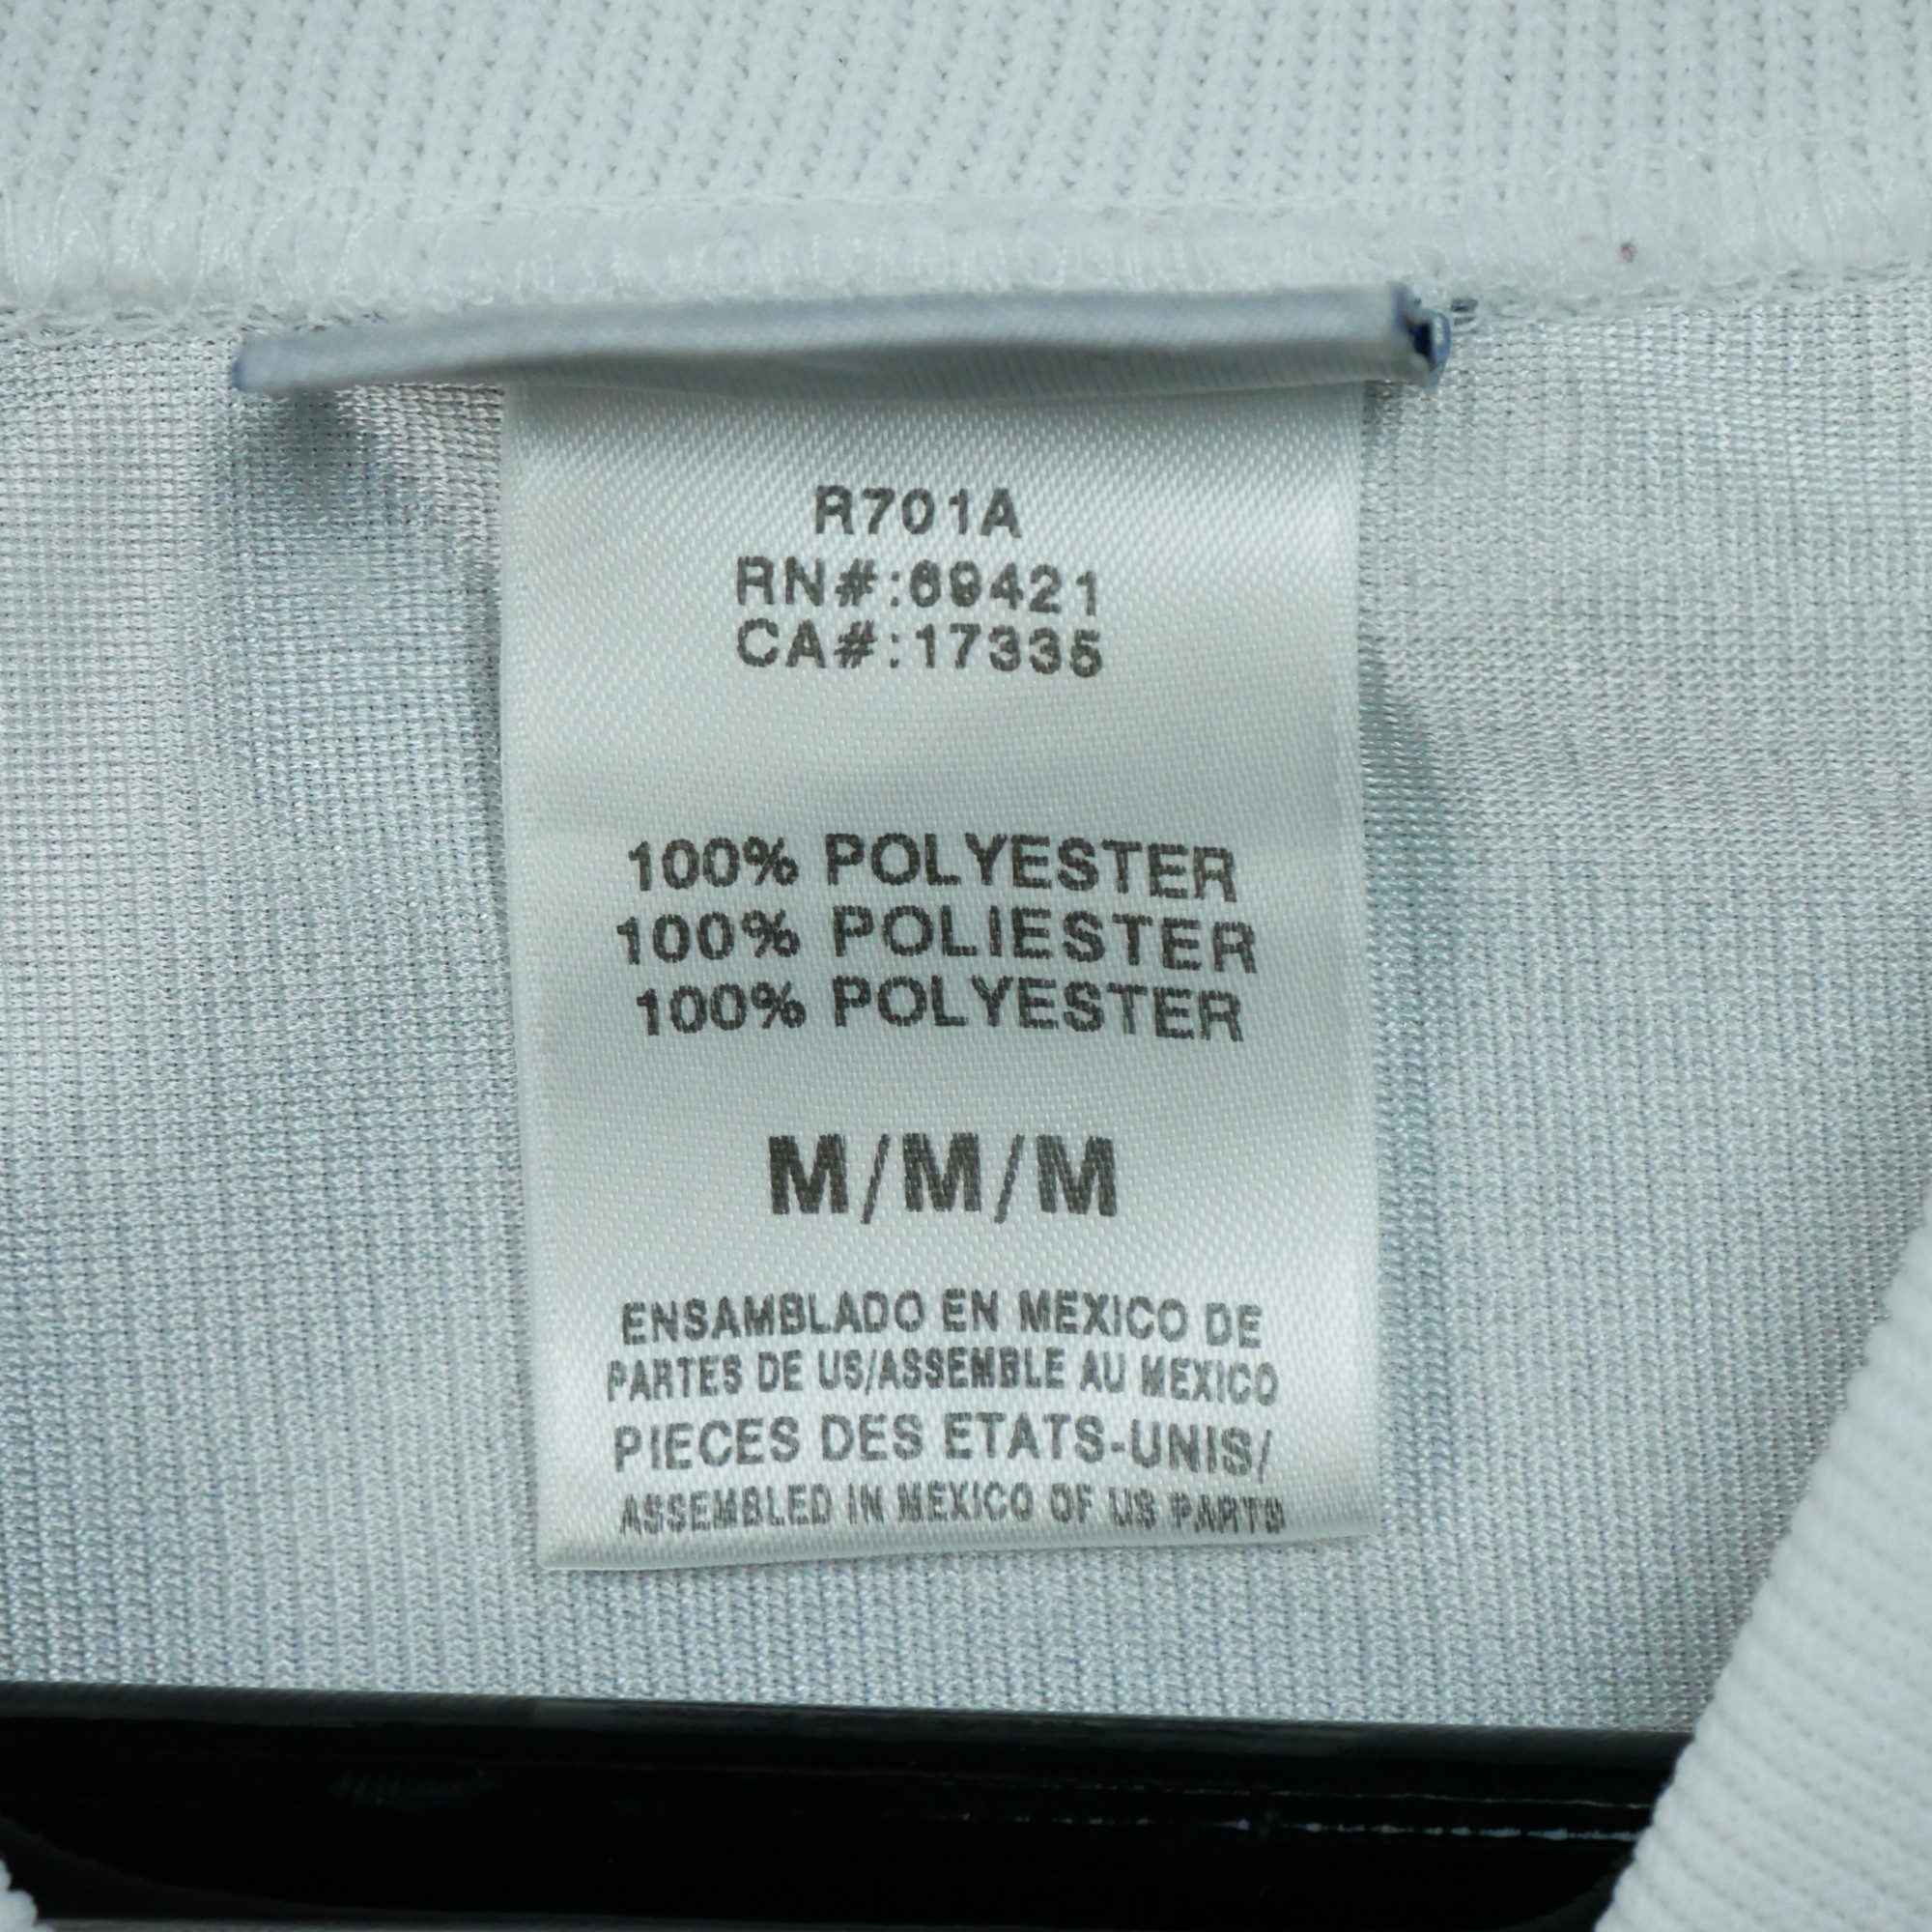 R701A
RN#:69421
CA#:17335
100% POLYESTER
100% POLIESTER
100% POLYESTER
M/M/M
ENSAMBLADO EN MEXICO DE
PARTES DE US/ASSEMBLE AU MEXICO
PIECES DES ETATS-UNIS/
ASSEMBLED IN MEXICO OF US PARTS